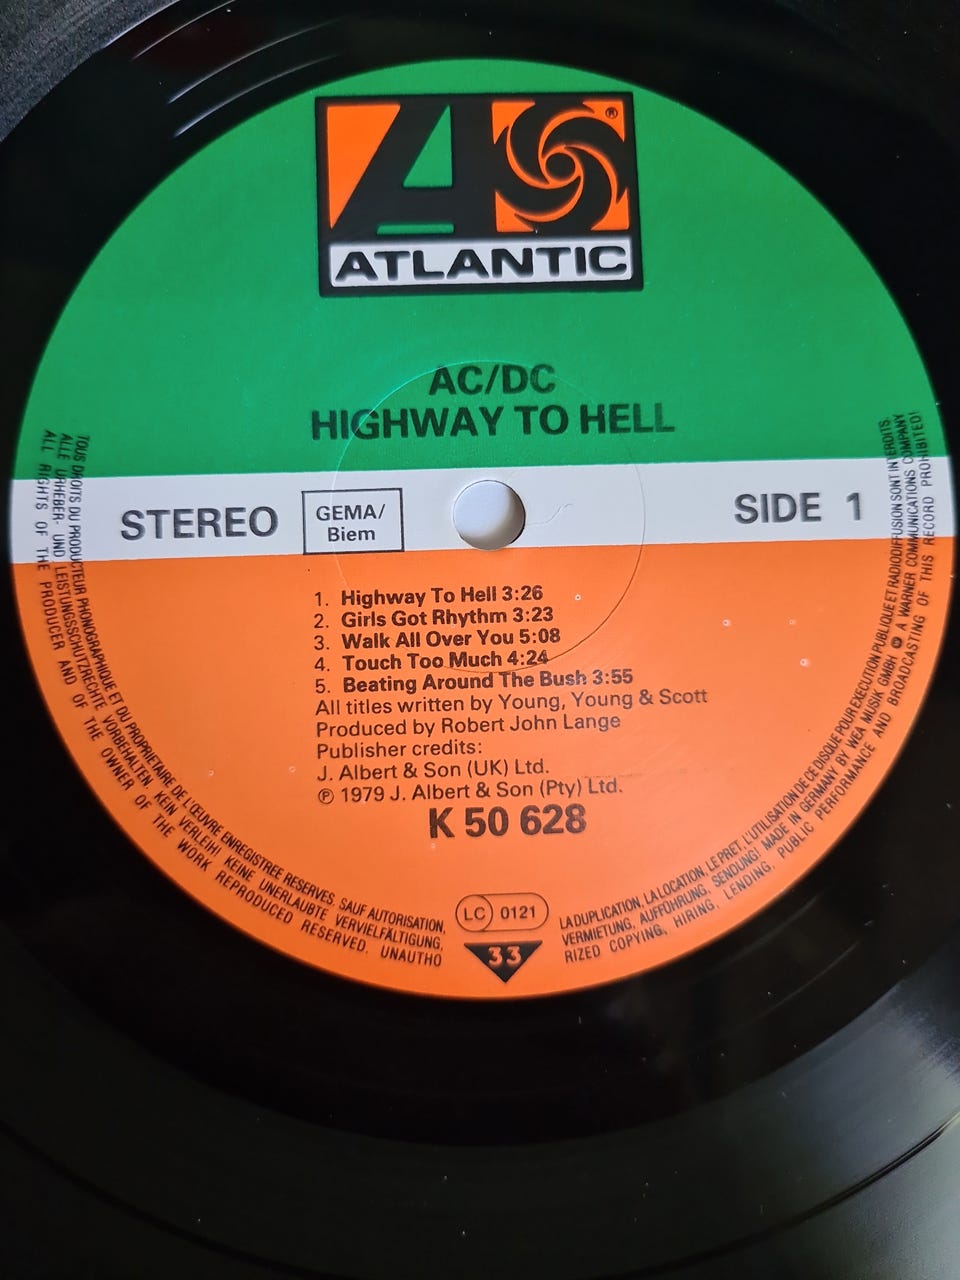 ®
ATLANTIC
AC/DC
HIGHWAY TO HELL
STEREO
GEMA/
Biem
SIDE 1
1. Highway To Hell 3:26
2. Girls Got Rhythm 3:23
3. Walk All Over You 5:08
4. Touch Too Much 4:24
5. Beating Around The Bush 3:55
All titles written by Young, Young & Scott
Produced by Robert John Lange
Publisher credits:
J. Albert & Son (UK) Ltd.
℗ 1979 J. Albert & Son (Pty) Ltd.
K 50 628
LC 0121
33
TOUS DROITS DU PRODUCTEUR PHONOGRAPHIQUE ET DU PROPRIETAIRE DE L'ŒUVRE ENREGISTREE RESERVES. SAUF AUTORISATION,
LA DUPLICATION, LA LOCATION, LE PRET, L'UTILISATION DE CE DISQUE POUR EXECUTION PUBLIQUE ET RADIODIFFUSION SONT INTERDITS.
ALLE URHEBER- UND LEISTUNGSSCHUTZRECHTE VORBEHALTEN. KEIN VERLEIH! KEINE UNERLAUBTE VERVIELFÄLTIGUNG,
VERMIETUNG, AUFFÜHRUNG, SENDUNG! MADE IN GERMANY BY WEA MUSIK GMBH A WARNER COMMUNICATIONS COMPANY
ALL RIGHTS OF THE PRODUCER AND OF THE OWNER OF THE WORK REPRODUCED RESERVED. UNAUTHO
RIZED COPYING, HIRING, LENDING, PUBLIC PERFORMANCE AND BROADCASTING OF THIS RECORD PROHIBITED!